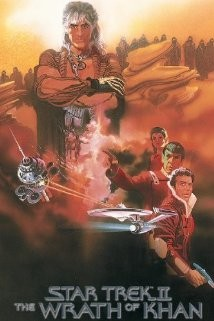 STAR TREK II
THE WRATH OF KHAN